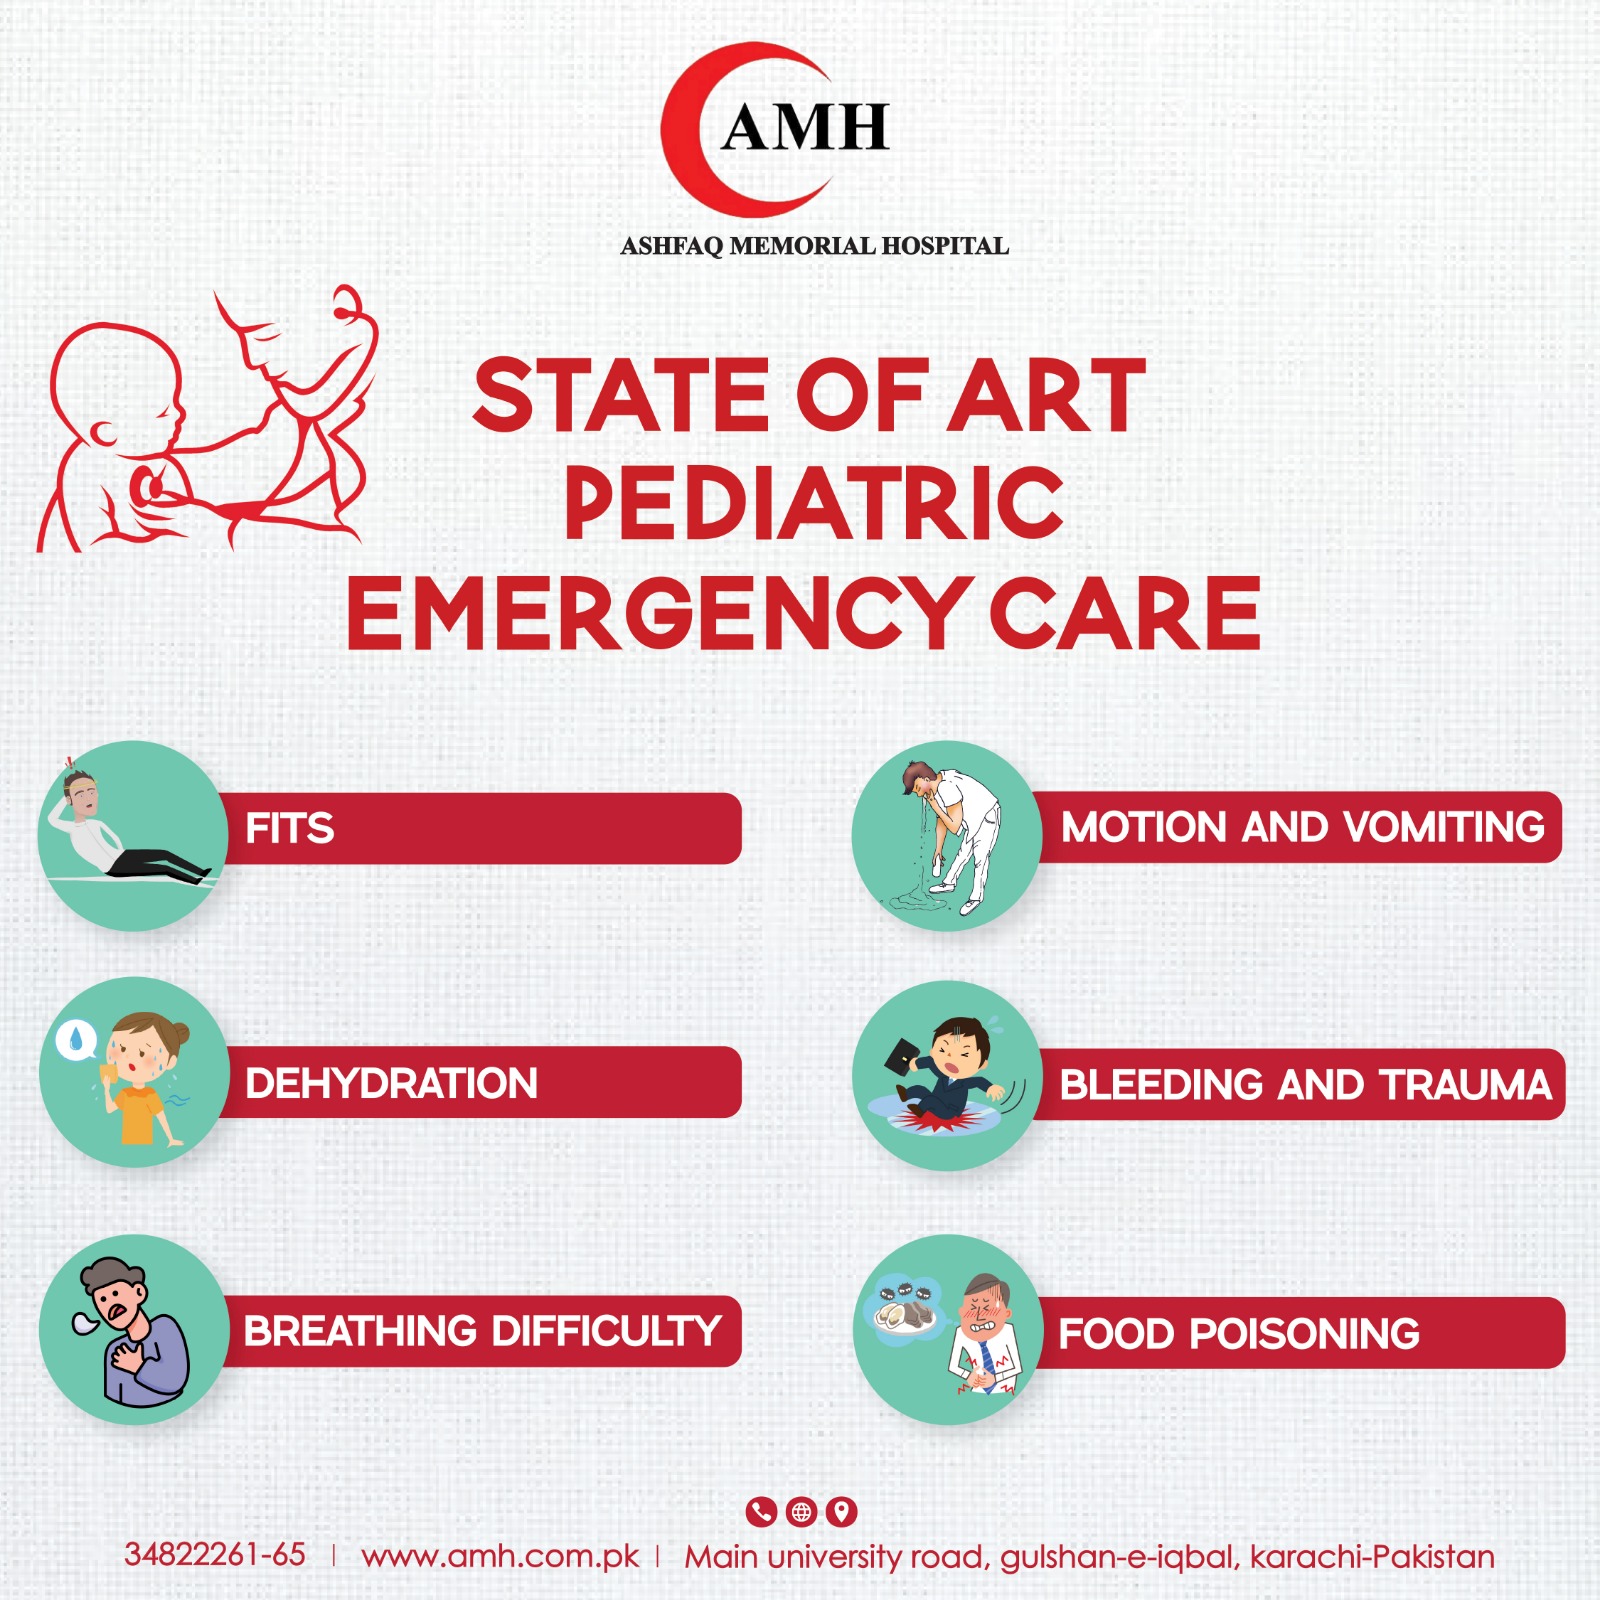 AMH
ASHFAQ MEMORIAL HOSPITAL
STATE OF ART
PEDIATRIC
EMERGENCY CARE
FITS
MOTION AND VOMITING
DEHYDRATION
BLEEDING AND TRAUMA
BREATHING DIFFICULTY
FOOD POISONING
34822261-65 | www.amh.com.pk | Main university road, gulshan-e-iqbal, karachi-Pakistan